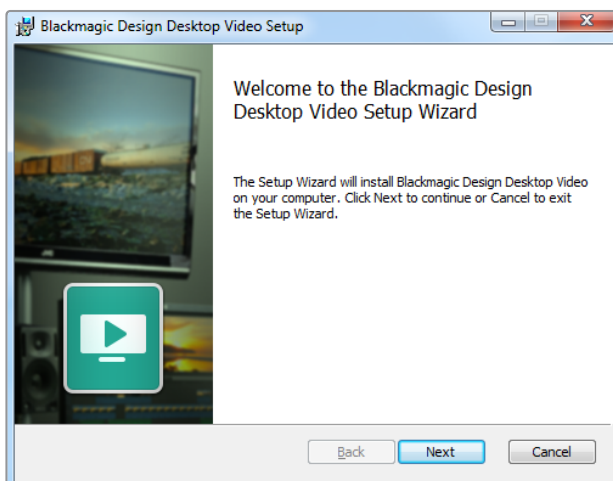 Blackmagic Design Desktop Video Setup
Welcome to the Blackmagic Design
Desktop Video Setup Wizard
The Setup Wizard will install Blackmagic Design Desktop Video
on your computer. Click Next to continue or Cancel to exit
the Setup Wizard.
JVC
Back
Next
Cancel